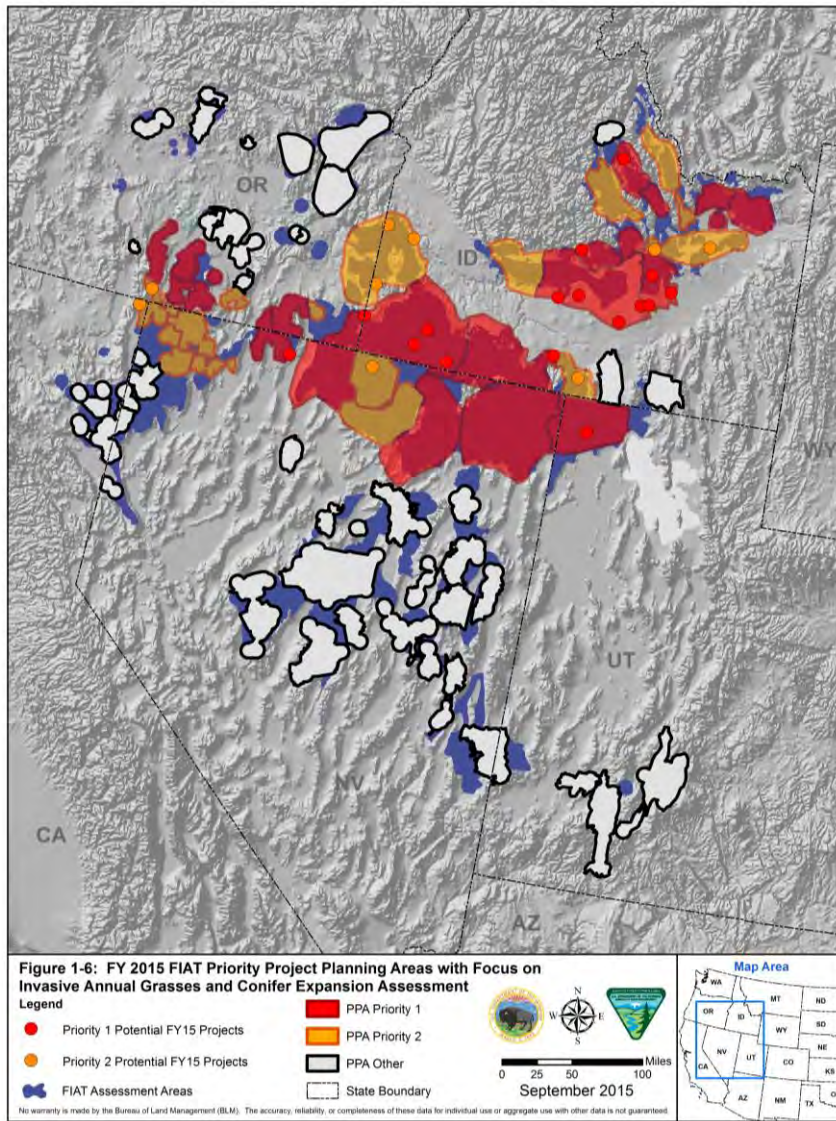 OR
ID
WY
UT
NV
CA
AZ
Figure 1-6: FY 2015 FIAT Priority Project Planning Areas with Focus on
Invasive Annual Grasses and Conifer Expansion Assessment
Legend
Priority 1 Potential FY15 Projects
Priority 2 Potential FY15 Projects
FIAT Assessment Areas
PPA Priority 1
PPA Priority 2
PPA Other
State Boundary
N
W E
S
Miles
0 25 50 100
September 2015
No warranty is made by the Bureau of Land Management (BLM). The accuracy, reliability, or completeness of these data for individual use or aggregate use with other data is not guaranteed.
Map Area
WA
MT
ND
OR
ID
SD
WY
NE
NV
UT
CO
KS
CA
AZ
NM
TX